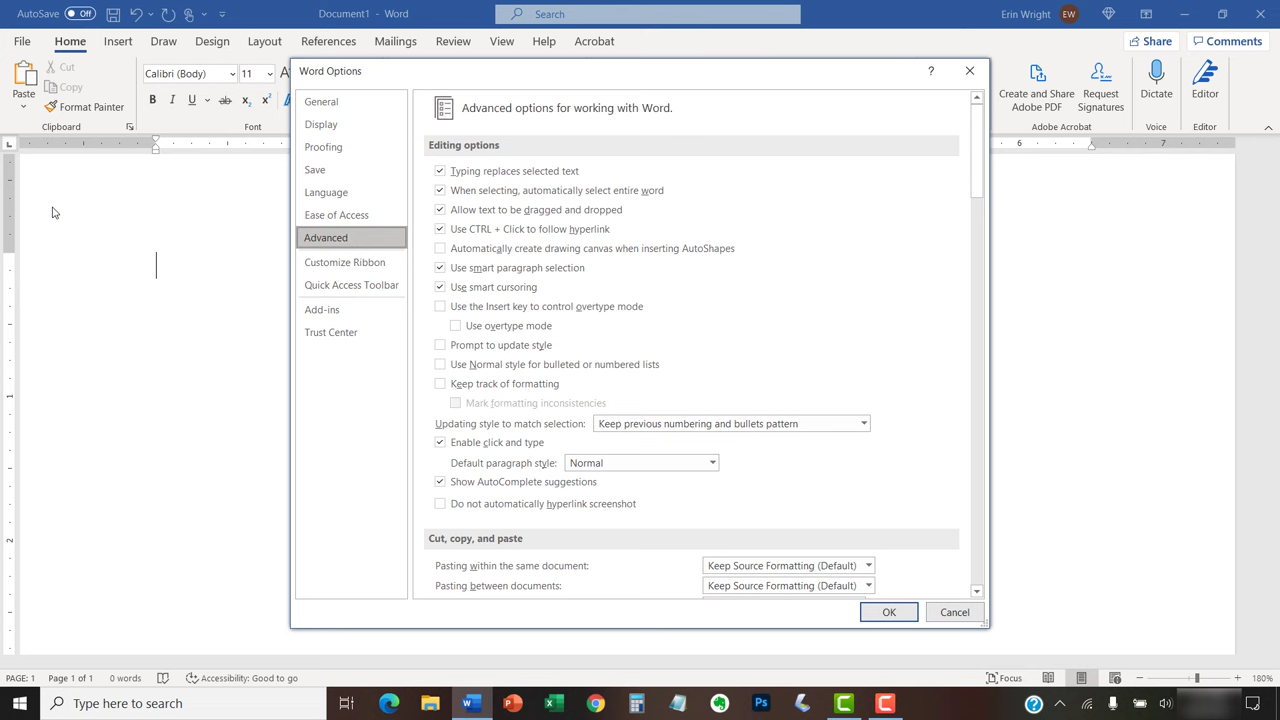 AutoSave Off Document1 - Word Search Erin Wright EW
File Home Insert Draw Design Layout References Mailings Review View Help Acrobat Share Comments
Paste Cut Copy Format Painter
Clipboard
Calibri (Body) 11
B I U ab x₂ x²
Font
Create and Share Adobe PDF
Request Signatures
Adobe Acrobat
Dictate
Voice
Editor
Editor
6 7
Word Options ?
General
Display
Proofing
Save
Language
Ease of Access
Advanced
Customize Ribbon
Quick Access Toolbar
Add-ins
Trust Center
Advanced options for working with Word.
Editing options
Typing replaces selected text
When selecting, automatically select entire word
Allow text to be dragged and dropped
Use CTRL + Click to follow hyperlink
Automatically create drawing canvas when inserting AutoShapes
Use smart paragraph selection
Use smart cursoring
Use the Insert key to control overtype mode
Use overtype mode
Prompt to update style
Use Normal style for bulleted or numbered lists
Keep track of formatting
Mark formatting inconsistencies
Updating style to match selection: Keep previous numbering and bullets pattern
Enable click and type
Default paragraph style: Normal
Show AutoComplete suggestions
Do not automatically hyperlink screenshot
Cut, copy, and paste
Pasting within the same document: Keep Source Formatting (Default)
Pasting between documents: Keep Source Formatting (Default)
OK Cancel
1
2
PAGE: 1 Page 1 of 1 0 words Accessibility: Good to go Focus 180%
Type here to search